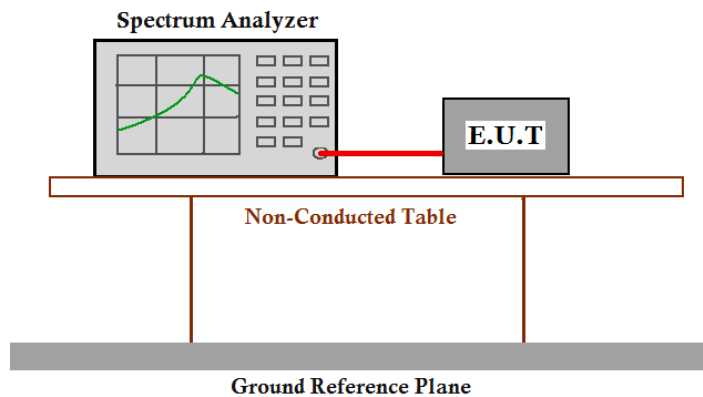 Spectrum Analyzer
E.U.T
Non-Conducted Table
Ground Reference Plane